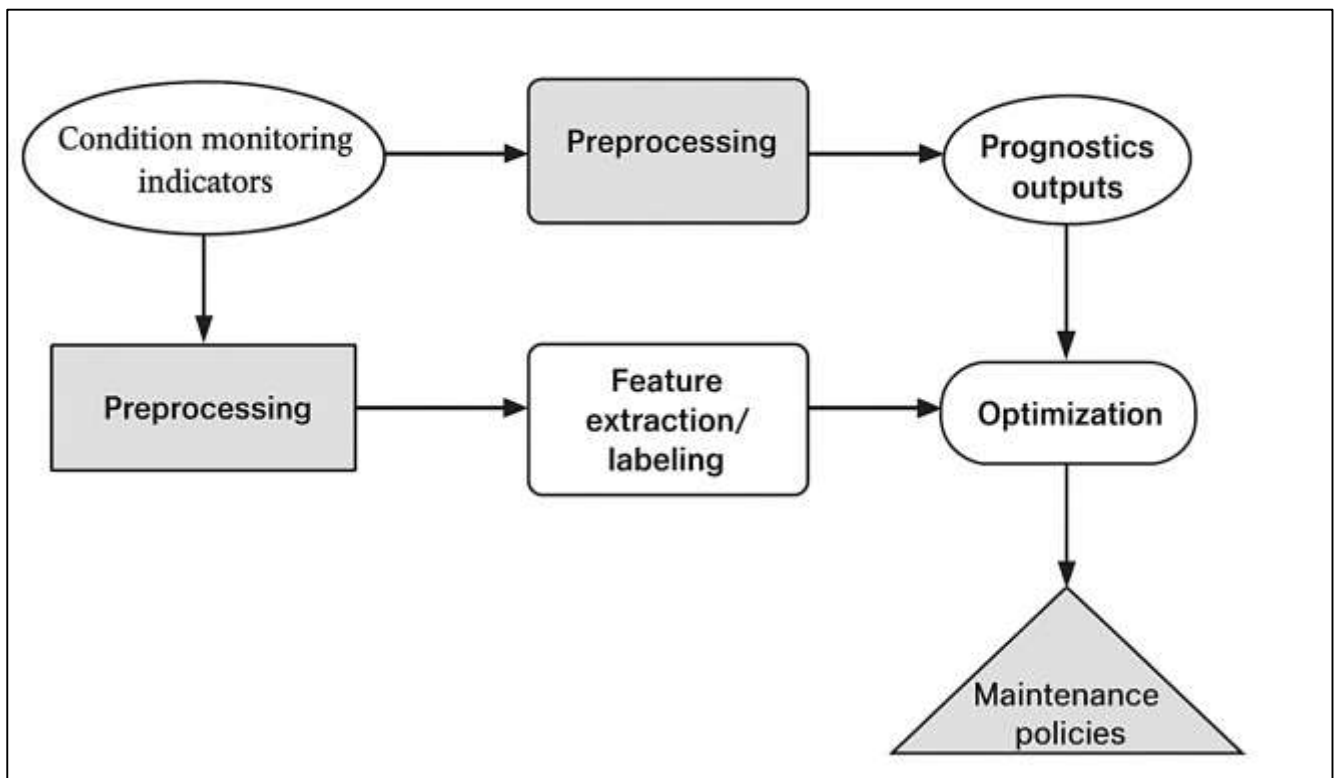 Condition monitoring
indicators
Preprocessing
Prognostics
outputs
Preprocessing
Feature
extraction/
labeling
Optimization
Maintenance
policies